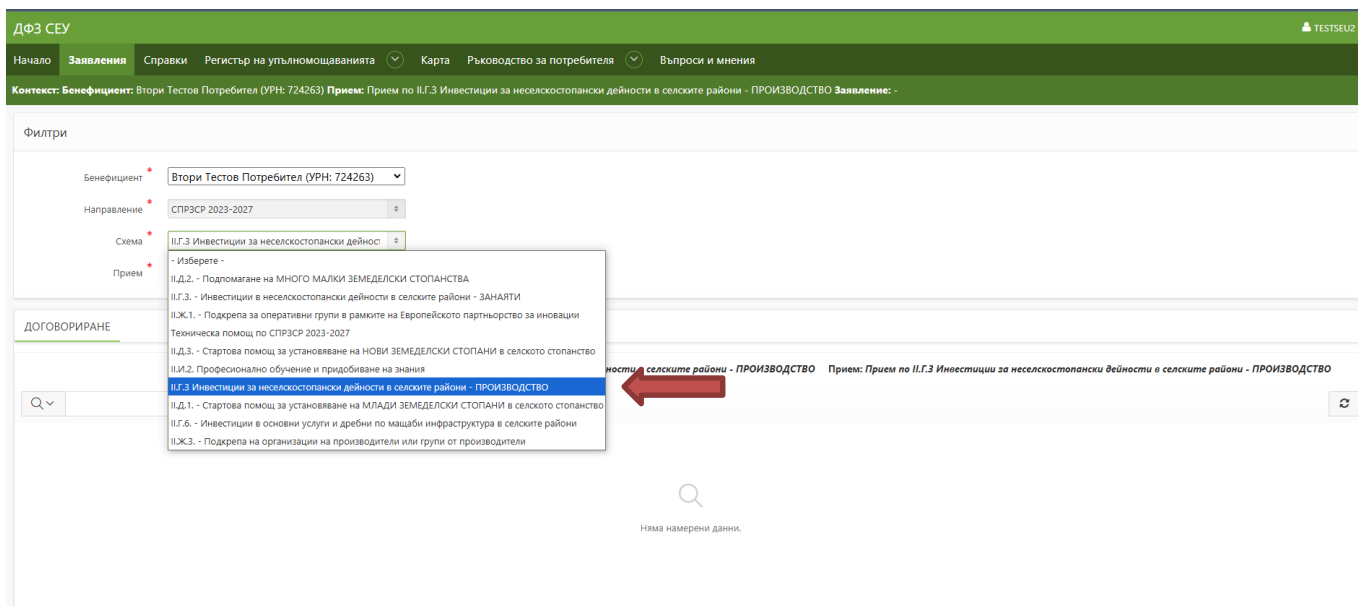 ДФЗ СЕУ
TESTSEU2
Начало Заявления Справки Регистър на упълномощаванията Карта Ръководство за потребителя Въпроси и мнения
Контекст: Бенефициент: Втори Тестов Потребител (УРН: 724263) Прием: Прием по II.Г.3 Инвестиции за неселскостопански дейности в селските райони - ПРОИЗВОДСТВО Заявление: -
Филтри
Бенефициент * Втори Тестов Потребител (УРН: 724263)
Направление * СПРЗСР 2023-2027
Схема * II.Г.3 Инвестиции за неселскостопански дейност
Прием *
- Изберете -
II.Д.2. - Подпомагане на МНОГО МАЛКИ ЗЕМЕДЕЛСКИ СТОПАНСТВА
II.Г.3. - Инвестиции в неселскостопански дейности в селските райони - ЗАНАЯТИ
II.Ж.1. - Подкрепа за оперативни групи в рамките на Европейското партньорство за иновации
Техническа помощ по СПРЗСР 2023-2027
II.Д.3. - Стартова помощ за установяване на НОВИ ЗЕМЕДЕЛСКИ СТОПАНИ в селското стопанство
II.И.2. Професионално обучение и придобиване на знания
II.Г.3 Инвестиции за неселскостопански дейности в селските райони - ПРОИЗВОДСТВО
II.Д.1. - Стартова помощ за установяване на МЛАДИ ЗЕМЕДЕЛСКИ СТОПАНИ в селското стопанство
II.Г.6. - Инвестиции в основни услуги и дребни по мащаби инфраструктура в селските райони
II.Ж.3. - Подкрепа на организации на производители или групи от производители
ДОГОВОРИРАНЕ
селските райони - ПРОИЗВОДСТВО Прием: Прием по II.Г.3 Инвестиции за неселскостопански дейности в селските райони - ПРОИЗВОДСТВО
Няма намерени данни.